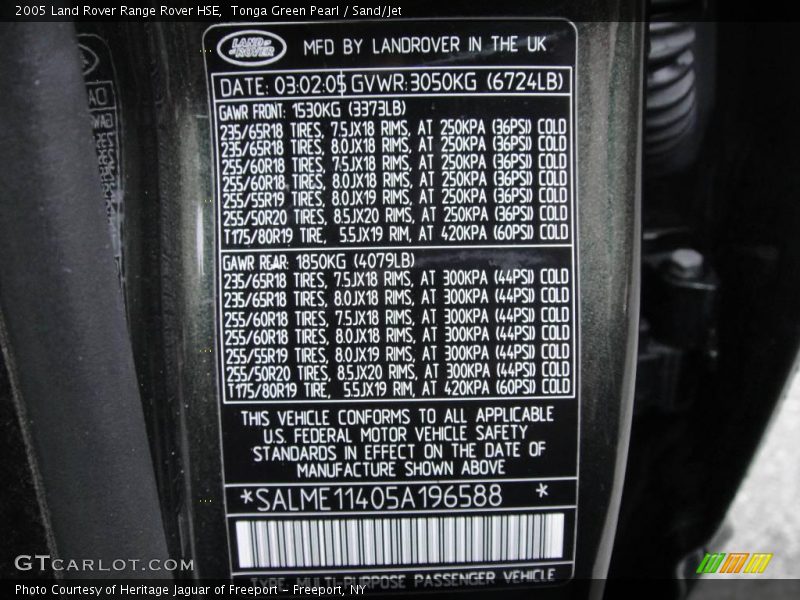 2005 Land Rover Range Rover HSE, Tonga Green Pearl / Sand/Jet
LAND-ROVER
MFD BY LANDROVER IN THE UK
DATE: 03:02:05 GVWR:3050KG (6724LB)
GAWR FRONT: 1530KG (3373LB)
235/65R18 TIRES, 7.5JX18 RIMS, AT 250KPA (36PSI) COLD
235/65R18 TIRES, 8.0JX18 RIMS, AT 250KPA (36PSI) COLD
255/60R18 TIRES, 7.5JX18 RIMS, AT 250KPA (36PSI) COLD
255/60R18 TIRES, 8.0JX18 RIMS, AT 250KPA (36PSI) COLD
255/55R19 TIRES, 8.0JX19 RIMS, AT 250KPA (36PSI) COLD
255/50R20 TIRES, 8.5JX20 RIMS, AT 250KPA (36PSI) COLD
T175/80R19 TIRE, 5.5JX19 RIM, AT 420KPA (60PSI) COLD
GAWR REAR: 1850KG (4079LB)
235/65R18 TIRES, 7.5JX18 RIMS, AT 300KPA (44PSI) COLD
235/65R18 TIRES, 8.0JX18 RIMS, AT 300KPA (44PSI) COLD
255/60R18 TIRES, 7.5JX18 RIMS, AT 300KPA (44PSI) COLD
255/60R18 TIRES, 8.0JX18 RIMS, AT 300KPA (44PSI) COLD
255/55R19 TIRES, 8.0JX19 RIMS, AT 300KPA (44PSI) COLD
255/50R20 TIRES, 8.5JX20 RIMS, AT 300KPA (44PSI) COLD
T175/80R19 TIRE, 5.5JX19 RIM, AT 420KPA (60PSI) COLD
THIS VEHICLE CONFORMS TO ALL APPLICABLE
U.S. FEDERAL MOTOR VEHICLE SAFETY
STANDARDS IN EFFECT ON THE DATE OF
MANUFACTURE SHOWN ABOVE
*SALME11405A196588 *
TYPE: MULTI-PURPOSE PASSENGER VEHICLE
GTCARLOT.COM
Photo Courtesy of Heritage Jaguar of Freeport - Freeport, NY